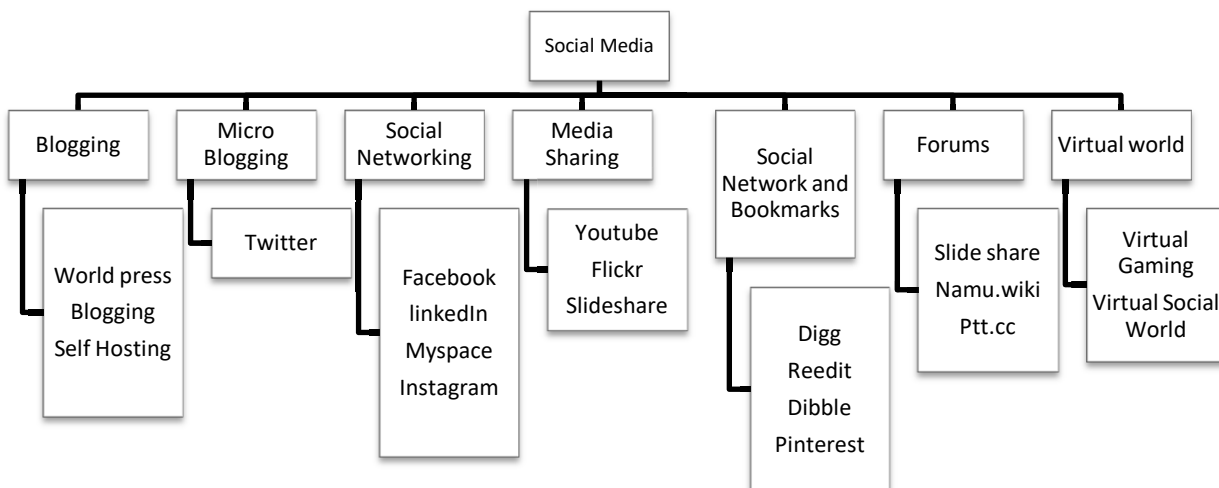 Social Media
Blogging
Micro
Blogging
Social
Networking
Media
Sharing
Social
Network and
Bookmarks
Forums
Virtual world
World press
Blogging
Self Hosting
Twitter
Facebook
linkedIn
Myspace
Instagram
Youtube
Flickr
Slideshare
Digg
Reedit
Dibble
Pinterest
Slide share
Namu.wiki
Ptt.cc
Virtual
Gaming
Virtual Social
World